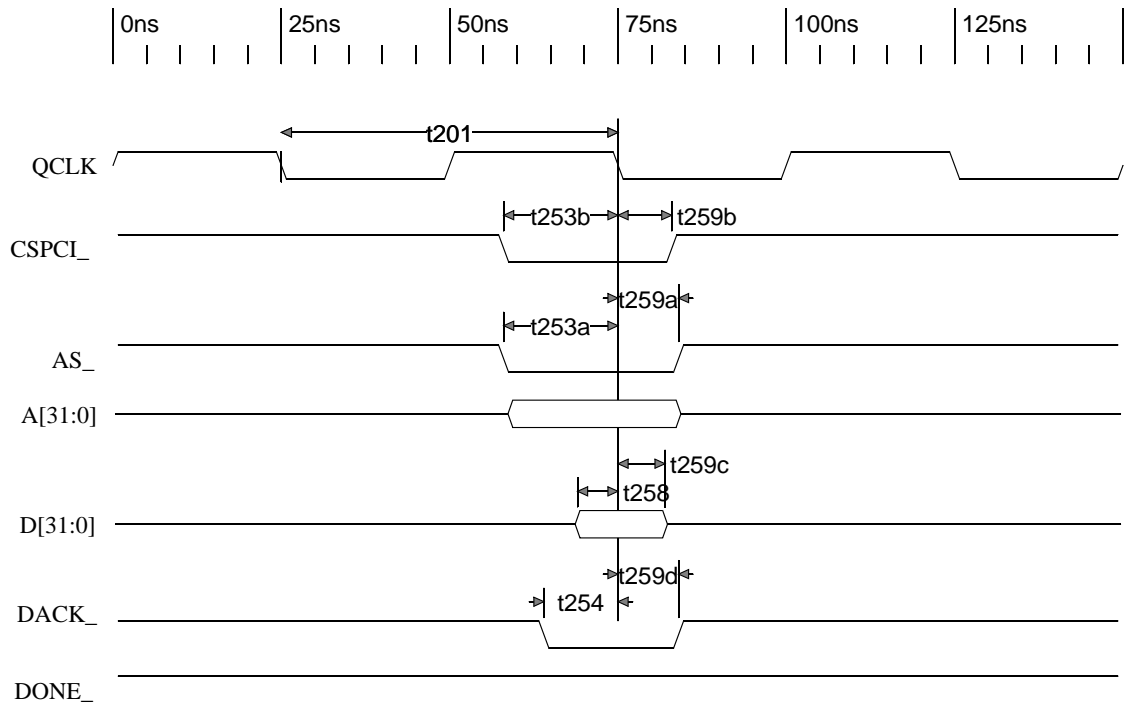 0ns 25ns 50ns 75ns 100ns 125ns
t201
QCLK
t253b t259b
CSPCI_
t259a
t253a
AS_
A[31:0]
t259c
t258
D[31:0]
t259d
t254
DACK_
DONE_